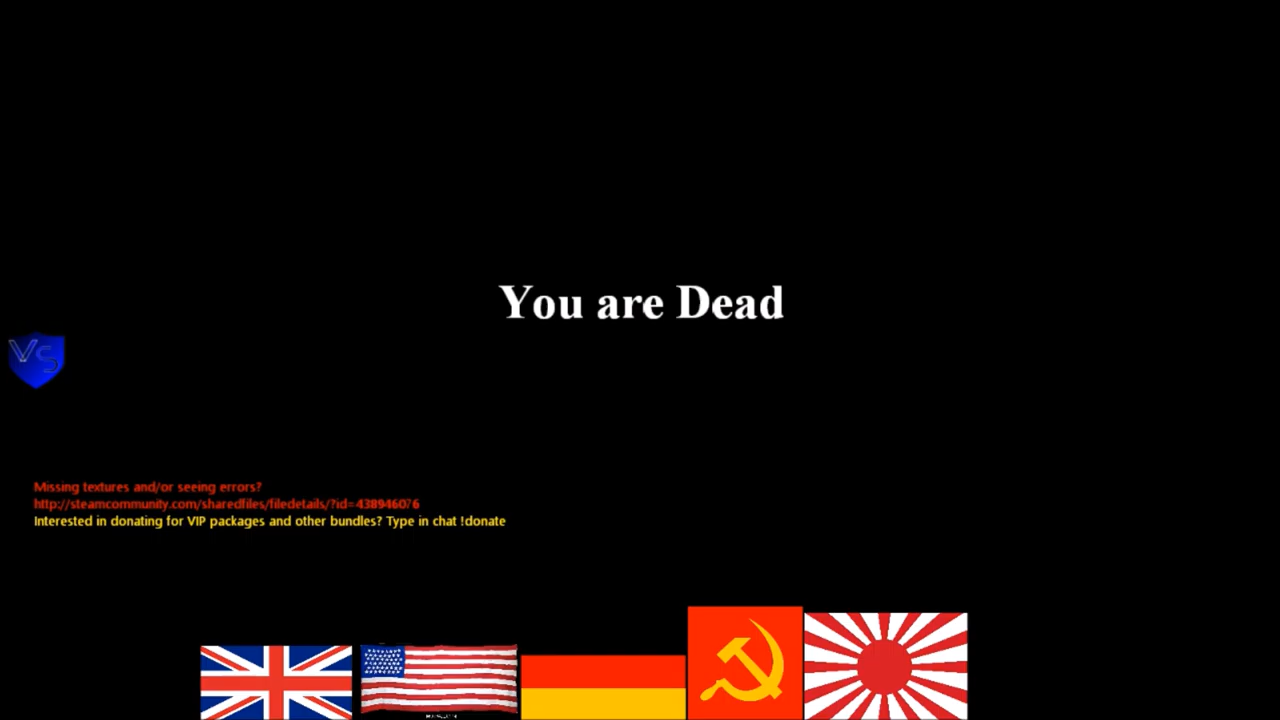 You are Dead
VS
Missing textures and/or seeing errors?
http://steamcommunity.com/sharedfiles/filedetails/?id=438946076
Interested in donating for VIP packages and other bundles? Type in chat !donate